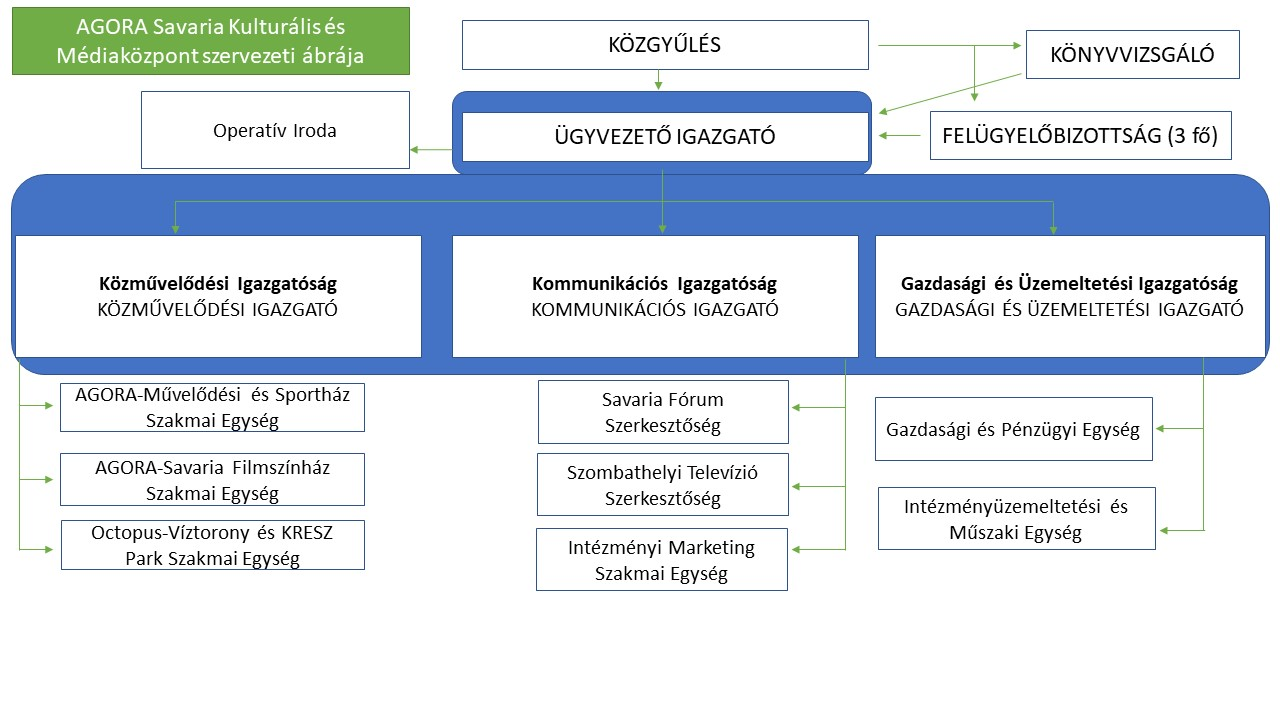 AGORA Savaria Kulturális és
Médiaközpont szervezeti ábrája
KÖZGYŰLÉS
KÖNYVVIZSGÁLÓ
Operatív Iroda
ÜGYVEZETŐ IGAZGATÓ
FELÜGYELŐBIZOTTSÁG (3 fő)
Közművelődési Igazgatóság
KÖZMŰVELŐDÉSI IGAZGATÓ
Kommunikációs Igazgatóság
KOMMUNIKÁCIÓS IGAZGATÓ
Gazdasági és Üzemeltetési Igazgatóság
GAZDASÁGI ÉS ÜZEMELTETÉSI IGAZGATÓ
AGORA-Művelődési és Sportház
Szakmai Egység
AGORA-Savaria Filmszínház
Szakmai Egység
Octopus-Víztorony és KRESZ
Park Szakmai Egység
Savaria Fórum
Szerkesztőség
Szombathelyi Televízió
Szerkesztőség
Intézményi Marketing
Szakmai Egység
Gazdasági és Pénzügyi Egység
Intézményüzemeltetési és
Műszaki Egység